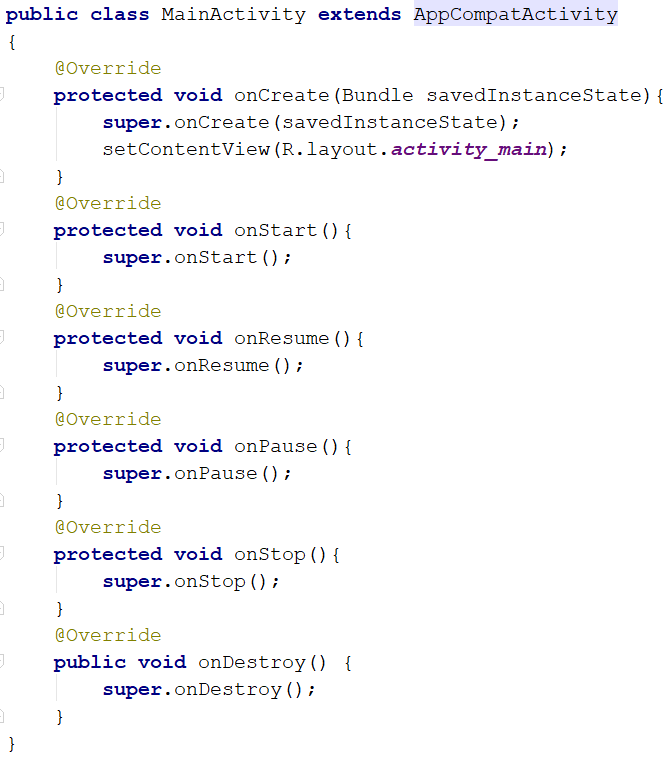 public class MainActivity extends AppCompatActivity
{
    @Override
    protected void onCreate(Bundle savedInstanceState){
        super.onCreate(savedInstanceState);
        setContentView(R.layout.activity_main);
    }
    @Override
    protected void onStart(){
        super.onStart();
    }
    @Override
    protected void onResume(){
        super.onResume();
    }
    @Override
    protected void onPause(){
        super.onPause();
    }
    @Override
    protected void onStop(){
        super.onStop();
    }
    @Override
    public void onDestroy() {
        super.onDestroy();
    }
}